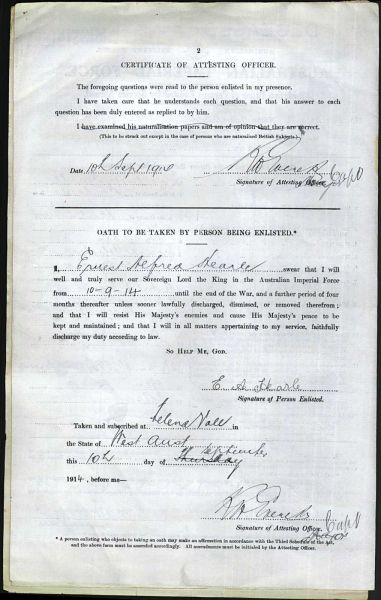 2
CERTIFICATE OF ATTESTING OFFICER.
The foregoing questions were read to the person enlisted in my presence.
I have taken care that he understands each question, and that his answer to each
question has been duly entered as replied to by him.
I have examined his naturalisation papers and am of opinion that they are correct.
(This to be struck out except in the case of persons who are naturalised British Subjects.)
Date 10th Sept 1914
Capt
Signature of Attesting Officer.
OATH TO BE TAKEN BY PERSON BEING ENLISTED.*
I, Ernest Alfred Searle swear that I will
well and truly serve our Sovereign Lord the King in the Australian Imperial Force
from 10-9-14 until the end of the War, and a further period of four
months thereafter unless sooner lawfully discharged, dismissed, or removed therefrom;
and that I will resist His Majesty's enemies and cause His Majesty's peace to be
kept and maintained; and that I will in all matters appertaining to my service, faithfully
discharge my duty according to law.
SO HELP ME, GOD.
E A Searle
Signature of Person Enlisted.
Taken and subscribed at Helena Vale in
the State of West Aust
September
this 10th day of Thursday
1914, before me—
Capt
Signature of Attesting Officer.
* A person enlisting who objects to taking an oath may make an affirmation in accordance with the Third Schedule of the Act,
and the above form must be amended accordingly. All amendments must be initialed by the Attesting Officer.